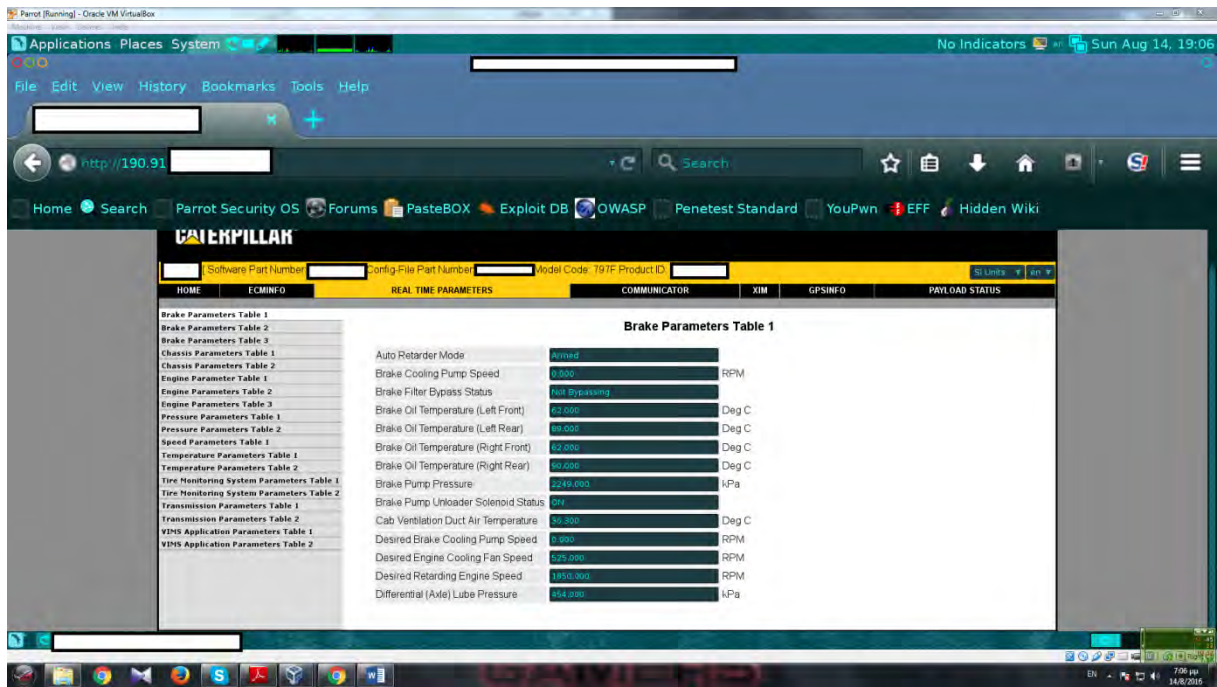 Parrot [Running] - Oracle VM VirtualBox
Applications Places System
No Indicators
Sun Aug 14, 19:06
File Edit View History Bookmarks Tools Help
http://190.91
Search
Home Search Parrot Security OS Forums PasteBOX Exploit DB OWASP Penetest Standard YouPwn EFF Hidden Wiki
CATERPILLAR
Software Part Number: Config-File Part Number: Model Code: 797F Product ID:
SI Units en
HOME ECMINFO REAL TIME PARAMETERS COMMUNICATOR XIM GPSINFO PAYLOAD STATUS
Brake Parameters Table 1
Brake Parameters Table 2
Brake Parameters Table 3
Chassis Parameters Table 1
Chassis Parameters Table 2
Engine Parameter Table 1
Engine Parameters Table 2
Engine Parameters Table 3
Pressure Parameters Table 1
Pressure Parameters Table 2
Speed Parameters Table 1
Temperature Parameters Table 1
Temperature Parameters Table 2
Tire Monitoring System Parameters Table 1
Tire Monitoring System Parameters Table 2
Transmission Parameters Table 1
Transmission Parameters Table 2
VIMS Application Parameters Table 1
VIMS Application Parameters Table 2
Brake Parameters Table 1
Auto Retarder Mode Armed
Brake Cooling Pump Speed 0.000 RPM
Brake Filter Bypass Status Not Bypassing
Brake Oil Temperature (Left Front) 62.000 Deg C
Brake Oil Temperature (Left Rear) Deg C
Brake Oil Temperature (Right Front) 62.000 Deg C
Brake Oil Temperature (Right Rear) 90.000 Deg C
Brake Pump Pressure 2249.000 kPa
Brake Pump Unloader Solenoid Status ON
Cab Ventilation Duct Air Temperature Deg C
Desired Brake Cooling Pump Speed 0.000 RPM
Desired Engine Cooling Fan Speed 525.000 RPM
Desired Retarding Engine Speed 1850.000 RPM
Differential (Axle) Lube Pressure 454.000 kPa
EN
7:06 μμ
14/8/2016